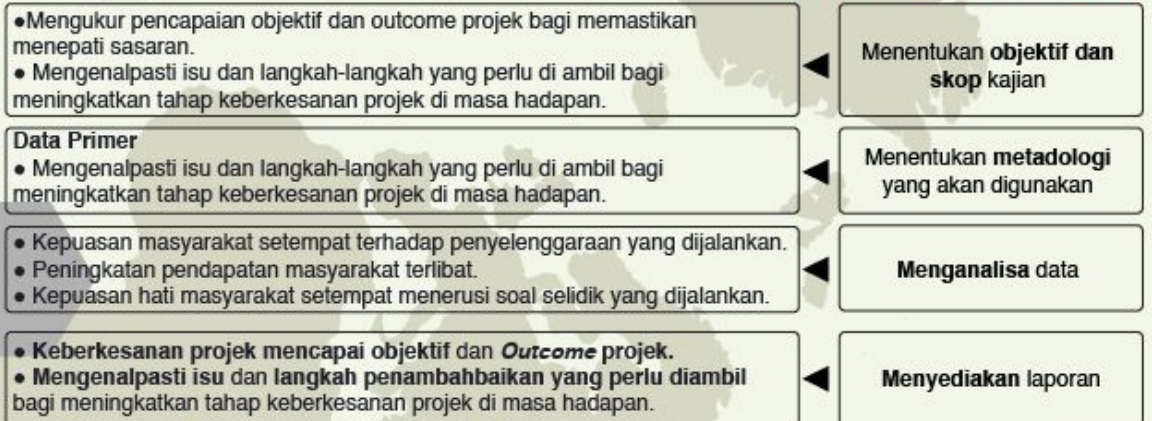 ●Mengukur pencapaian objektif dan outcome projek bagi memastikan
menepati sasaran.
● Mengenalpasti isu dan langkah-langkah yang perlu di ambil bagi
meningkatkan tahap keberkesanan projek di masa hadapan.
Menentukan objektif dan
skop kajian
Data Primer
● Mengenalpasti isu dan langkah-langkah yang perlu di ambil bagi
meningkatkan tahap keberkesanan projek di masa hadapan.
Menentukan metadologi
yang akan digunakan
● Kepuasan masyarakat setempat terhadap penyelenggaraan yang dijalankan.
● Peningkatan pendapatan masyarakat terlibat.
● Kepuasan hati masyarakat setempat menerusi soal selidik yang dijalankan.
Menganalisa data
● Keberkesanan projek mencapai objektif dan Outcome projek.
● Mengenalpasti isu dan langkah penambahbaikan yang perlu diambil
bagi meningkatkan tahap keberkesanan projek di masa hadapan.
Menyediakan laporan